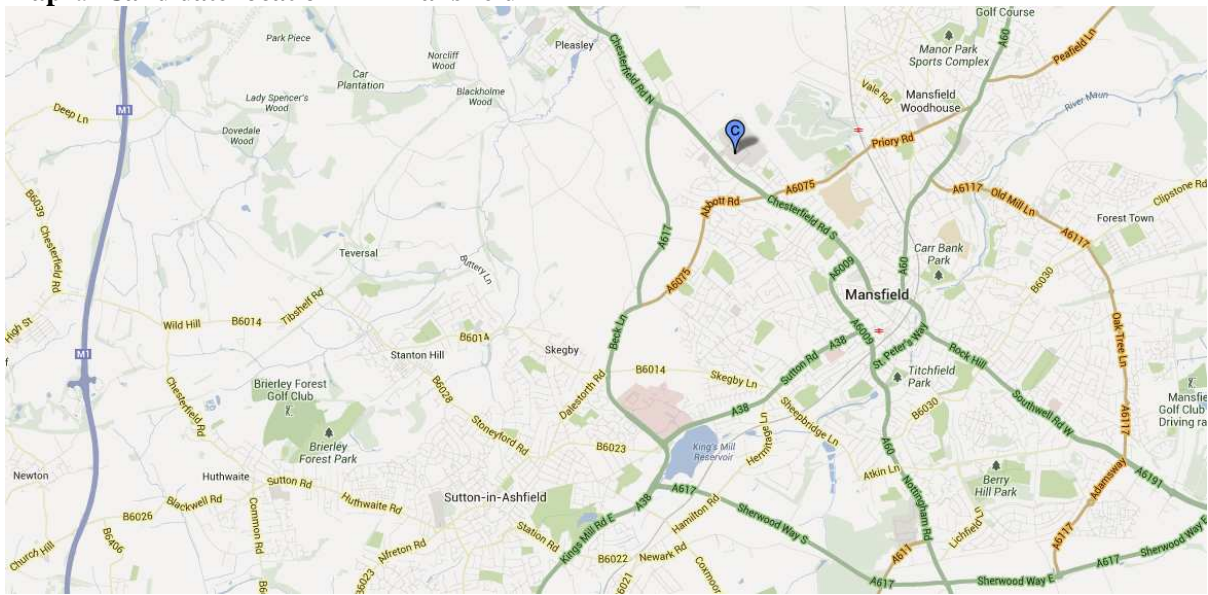 Golf Course
Park Piece
Pleasley
Norcliff
Wood
Manor Park
Sports Complex
A60
Peafield Ln
Car
Plantation
Chesterfield Rd N
Blackholme
Wood
Vale Rd
Mansfield
Woodhouse
River Maun
Lady Spencer's
Wood
M1
Deep Ln
Dovedale
Wood
C
Priory Rd
A6075
Abbott Rd
A6117
Old Mill Ln
Clipstone Rd
B6039
Chesterfield Rd
Chesterfield Rd S
Forest Town
A617
A6117
Teversal
Buttery Ln
Carr Bank
Park
A60
B6030
A6075
A6009
Mansfield
High St
Wild Hill
B6014
Tibshelf Rd
Beck Ln
B6014
Skegby
Stanton Hill
A38
A6009
St. Peter's Way
Rock Hill
Oak Tree Ln
M1
Sutton Rd
B6014
Skegby Ln
Titchfield
Park
Brierley Forest
Golf Club
B6028
Dalestorth Rd
Sheepbridge Ln
B6030
Southwell Rd W
Golf Club
Driving ra
Chesterfield Rd
A38
Hermitage Ln
A6117
Stoneyford Rd
B6023
King's Mill
Reservoir
A60
Brierley
Forest Park
Newton
Huthwaite
Atkin Ln
Berry
Hill Park
Adamsway
A6191
Sutton Rd
Huthwaite Rd
Sutton-in-Ashfield
A38
A617
Nottingham Rd
Blackwell Rd
B6026
Common Rd
Station Rd
Kings Mill Rd E
Hamilton Rd
Sherwood Way S
Lichfield Ln
A6117
Church Hill
B6406
Alfreton Rd
B6023
B6022
Newark Rd
B6021
Coxmoor
A611
A617
Sherwood Way E
A617
Sherwood Way E